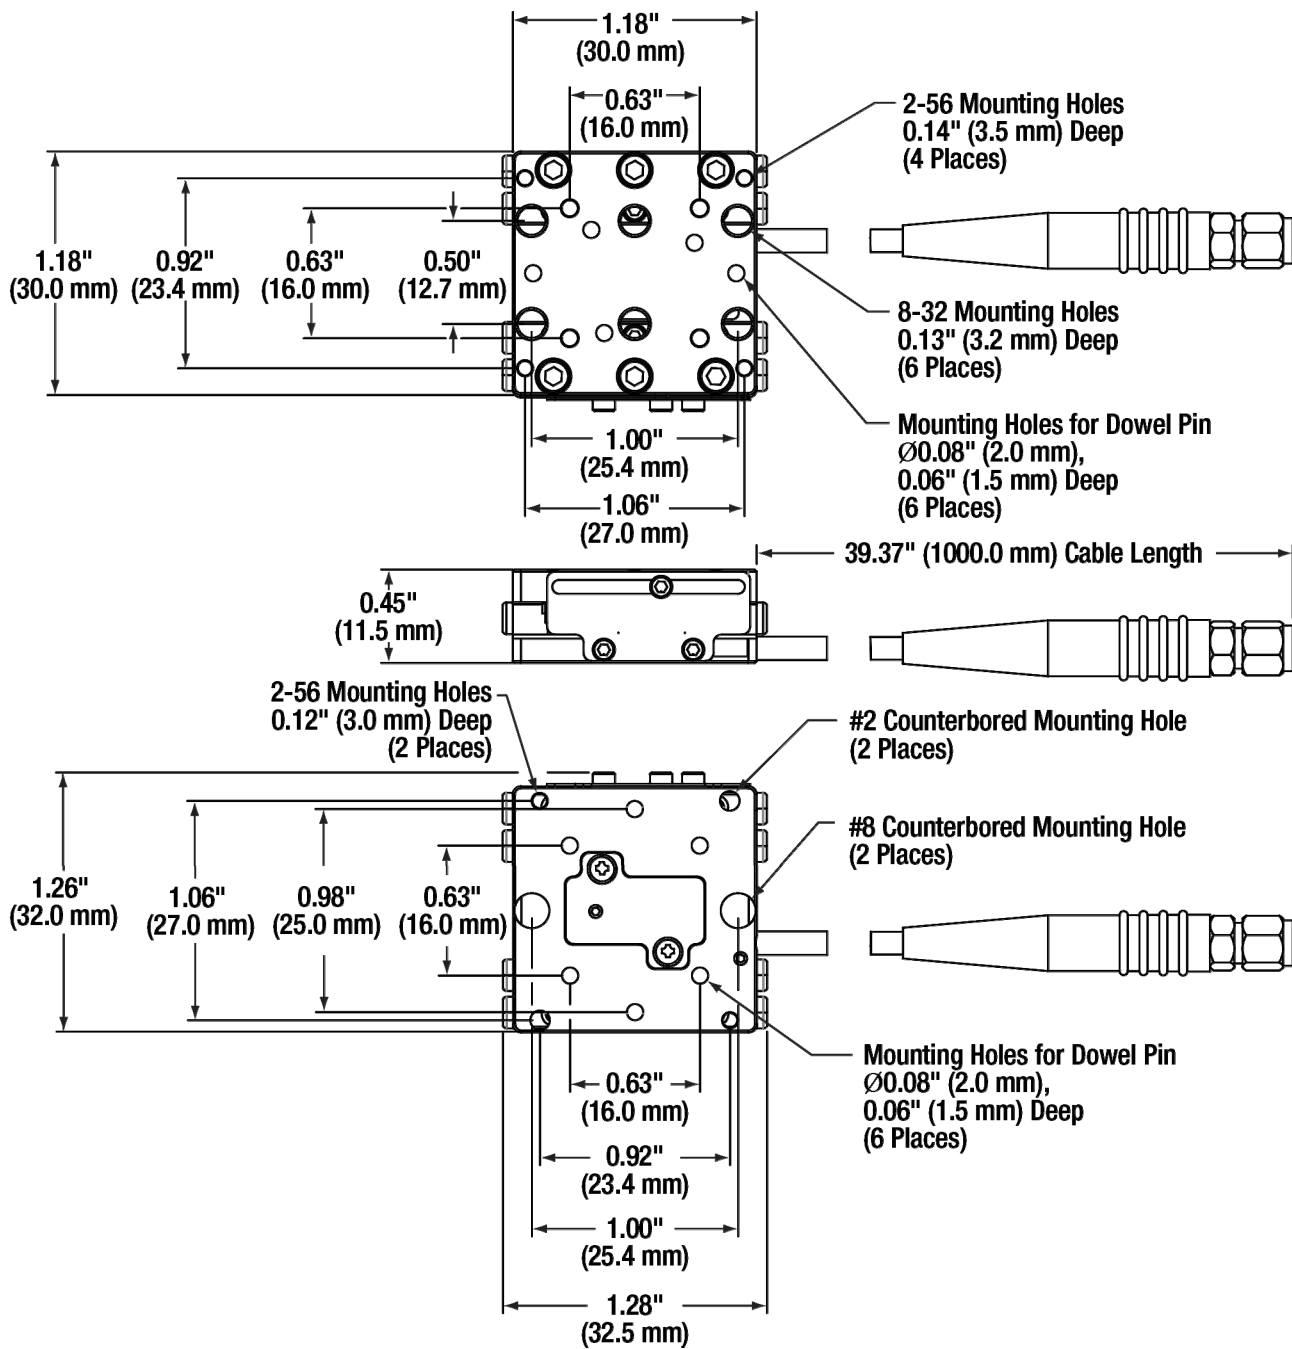 1.18"
(30.0 mm)
0.63"
(16.0 mm)
2-56 Mounting Holes
0.14" (3.5 mm) Deep
(4 Places)
1.18"
(30.0 mm)
0.92"
(23.4 mm)
0.63"
(16.0 mm)
0.50"
(12.7 mm)
8-32 Mounting Holes
0.13" (3.2 mm) Deep
(6 Places)
Mounting Holes for Dowel Pin
Ø0.08" (2.0 mm),
0.06" (1.5 mm) Deep
(6 Places)
1.00"
(25.4 mm)
1.06"
(27.0 mm)
39.37" (1000.0 mm) Cable Length
0.45"
(11.5 mm)
2-56 Mounting Holes
0.12" (3.0 mm) Deep
(2 Places)
#2 Counterbored Mounting Hole
(2 Places)
#8 Counterbored Mounting Hole
(2 Places)
1.26"
(32.0 mm)
1.06"
(27.0 mm)
0.98"
(25.0 mm)
0.63"
(16.0 mm)
Mounting Holes for Dowel Pin
Ø0.08" (2.0 mm),
0.06" (1.5 mm) Deep
(6 Places)
0.63"
(16.0 mm)
0.92"
(23.4 mm)
1.00"
(25.4 mm)
1.28"
(32.5 mm)